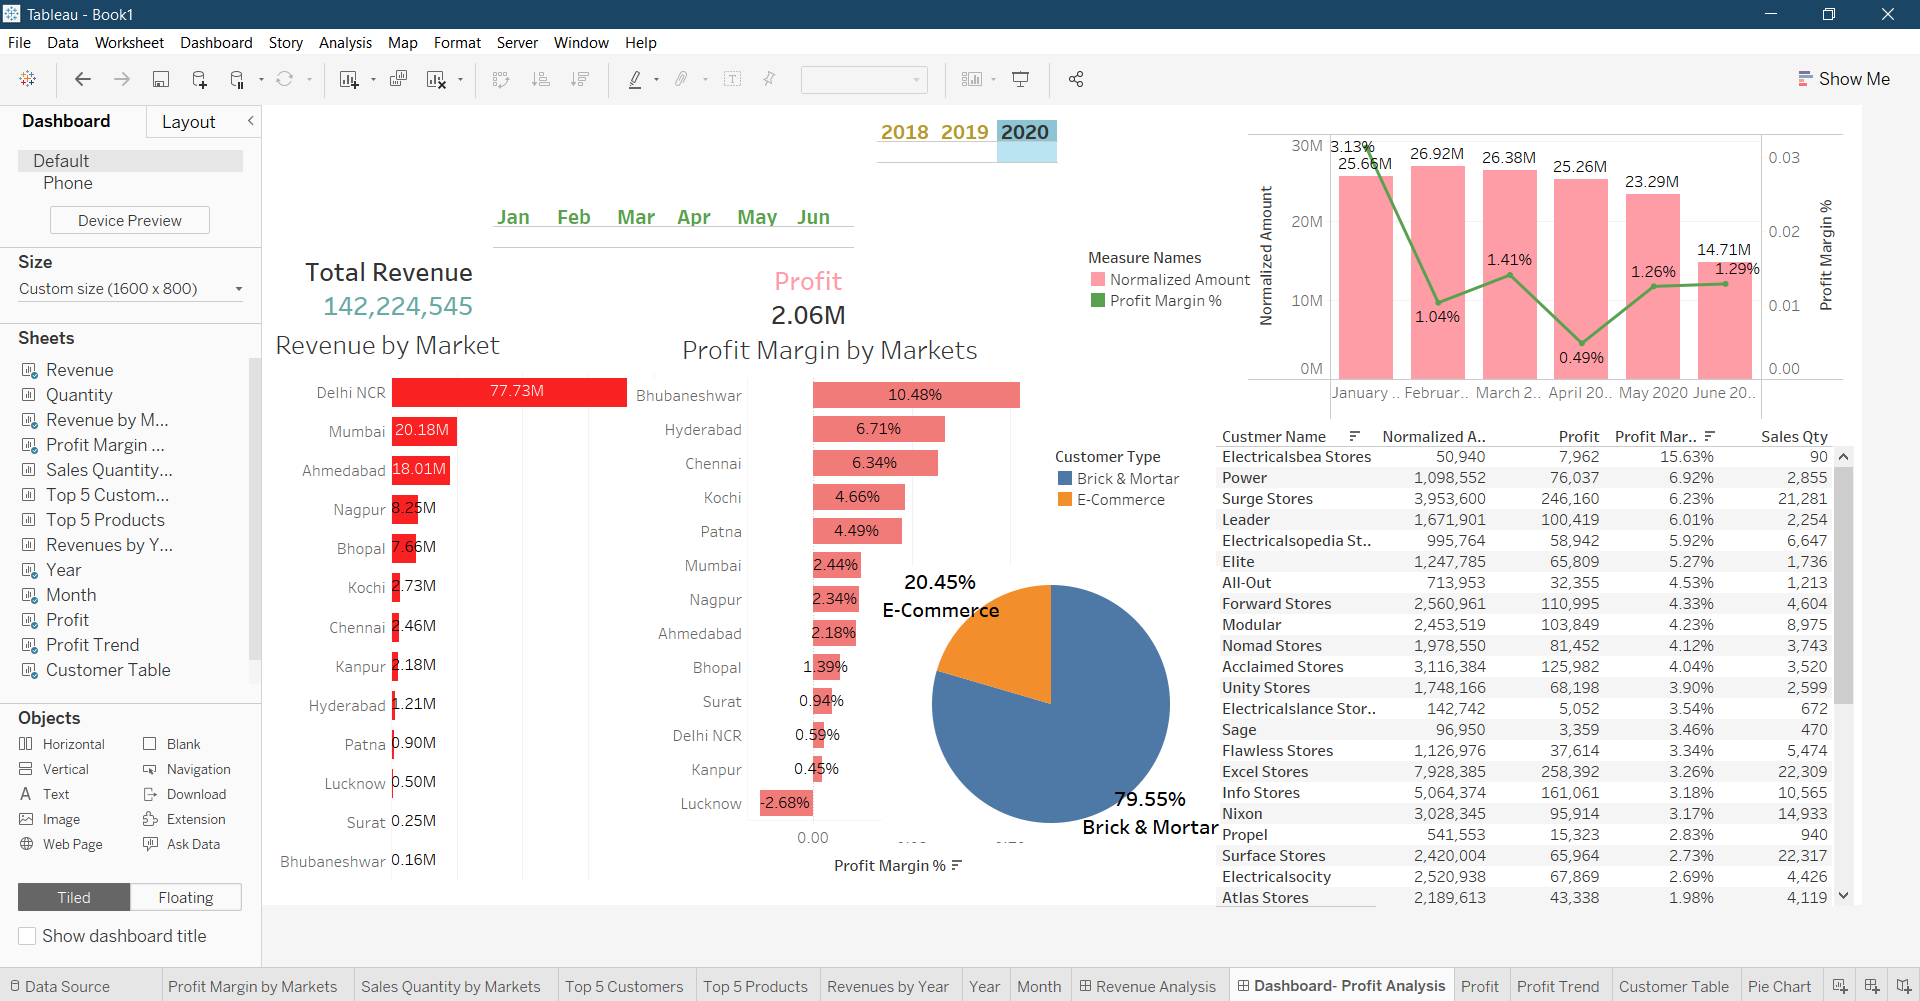 Tableau - Book1
File Data Worksheet Dashboard Story Analysis Map Format Server Window Help
Show Me
Dashboard Layout
Default
Phone
Device Preview
Size
Custom size (1600 x 800)
Sheets
Revenue
Quantity
Revenue by M...
Profit Margin ...
Sales Quantity...
Top 5 Custom...
Top 5 Products
Revenues by Y...
Year
Month
Profit
Profit Trend
Customer Table
Objects
Horizontal Blank
Vertical Navigation
Text Download
Image Extension
Web Page Ask Data
Tiled Floating
Show dashboard title
2018 2019 2020
Jan Feb Mar Apr May Jun
Total Revenue
142,224,545
Profit
2.06M
Revenue by Market
Delhi NCR 77.73M
Mumbai 20.18M
Ahmedabad 18.01M
Nagpur 8.25M
Bhopal 7.66M
Kochi 2.73M
Chennai 2.46M
Kanpur 2.18M
Hyderabad 1.21M
Patna 0.90M
Lucknow 0.50M
Surat 0.25M
Bhubaneshwar 0.16M
Profit Margin by Markets
Bhubaneshwar 10.48%
Hyderabad 6.71%
Chennai 6.34%
Kochi 4.66%
Patna 4.49%
Mumbai 2.44%
Nagpur 2.34%
Ahmedabad 2.18%
Bhopal 1.39%
Surat 0.94%
Delhi NCR 0.59%
Kanpur 0.45%
Lucknow -2.68%
0.00
Profit Margin %
Measure Names
Normalized Amount
Profit Margin %
Customer Type
Brick & Mortar
E-Commerce
20.45%
E-Commerce
79.55%
Brick & Mortar
Normalized Amount
30M
20M
10M
0M
3.13%
25.66M
26.92M
26.38M
25.26M
23.29M
14.71M
1.04%
1.41%
0.49%
1.26%
1.29%
0.03
0.02
0.01
0.00
Profit Margin %
January .. Februar.. March 2.. April 20.. May 2020 June 20..
Custmer Name Normalized A.. Profit Profit Mar.. Sales Qty
Electricalsbea Stores 50,940 7,962 15.63% 90
Power 1,098,552 76,037 6.92% 2,855
Surge Stores 3,953,600 246,160 6.23% 21,281
Leader 1,671,901 100,419 6.01% 2,254
Electricalsopedia St.. 995,764 58,942 5.92% 6,647
Elite 1,247,785 65,809 5.27% 1,736
All-Out 713,953 32,355 4.53% 1,213
Forward Stores 2,560,961 110,995 4.33% 4,604
Modular 2,453,519 103,849 4.23% 8,975
Nomad Stores 1,978,550 81,452 4.12% 3,743
Acclaimed Stores 3,116,384 125,982 4.04% 3,520
Unity Stores 1,748,166 68,198 3.90% 2,599
Electricalslance Stor.. 142,742 5,052 3.54% 672
Sage 96,950 3,359 3.46% 470
Flawless Stores 1,126,976 37,614 3.34% 5,474
Excel Stores 7,928,385 258,392 3.26% 22,309
Info Stores 5,064,374 161,061 3.18% 10,565
Nixon 3,028,345 95,914 3.17% 14,933
Propel 541,553 15,323 2.83% 940
Surface Stores 2,420,004 65,964 2.73% 22,317
Electricalsocity 2,520,938 67,869 2.69% 4,426
Atlas Stores 2,189,613 43,338 1.98% 4,119
Data Source Profit Margin by Markets Sales Quantity by Markets Top 5 Customers Top 5 Products Revenues by Year Year Month Revenue Analysis Dashboard- Profit Analysis Profit Profit Trend Customer Table Pie Chart